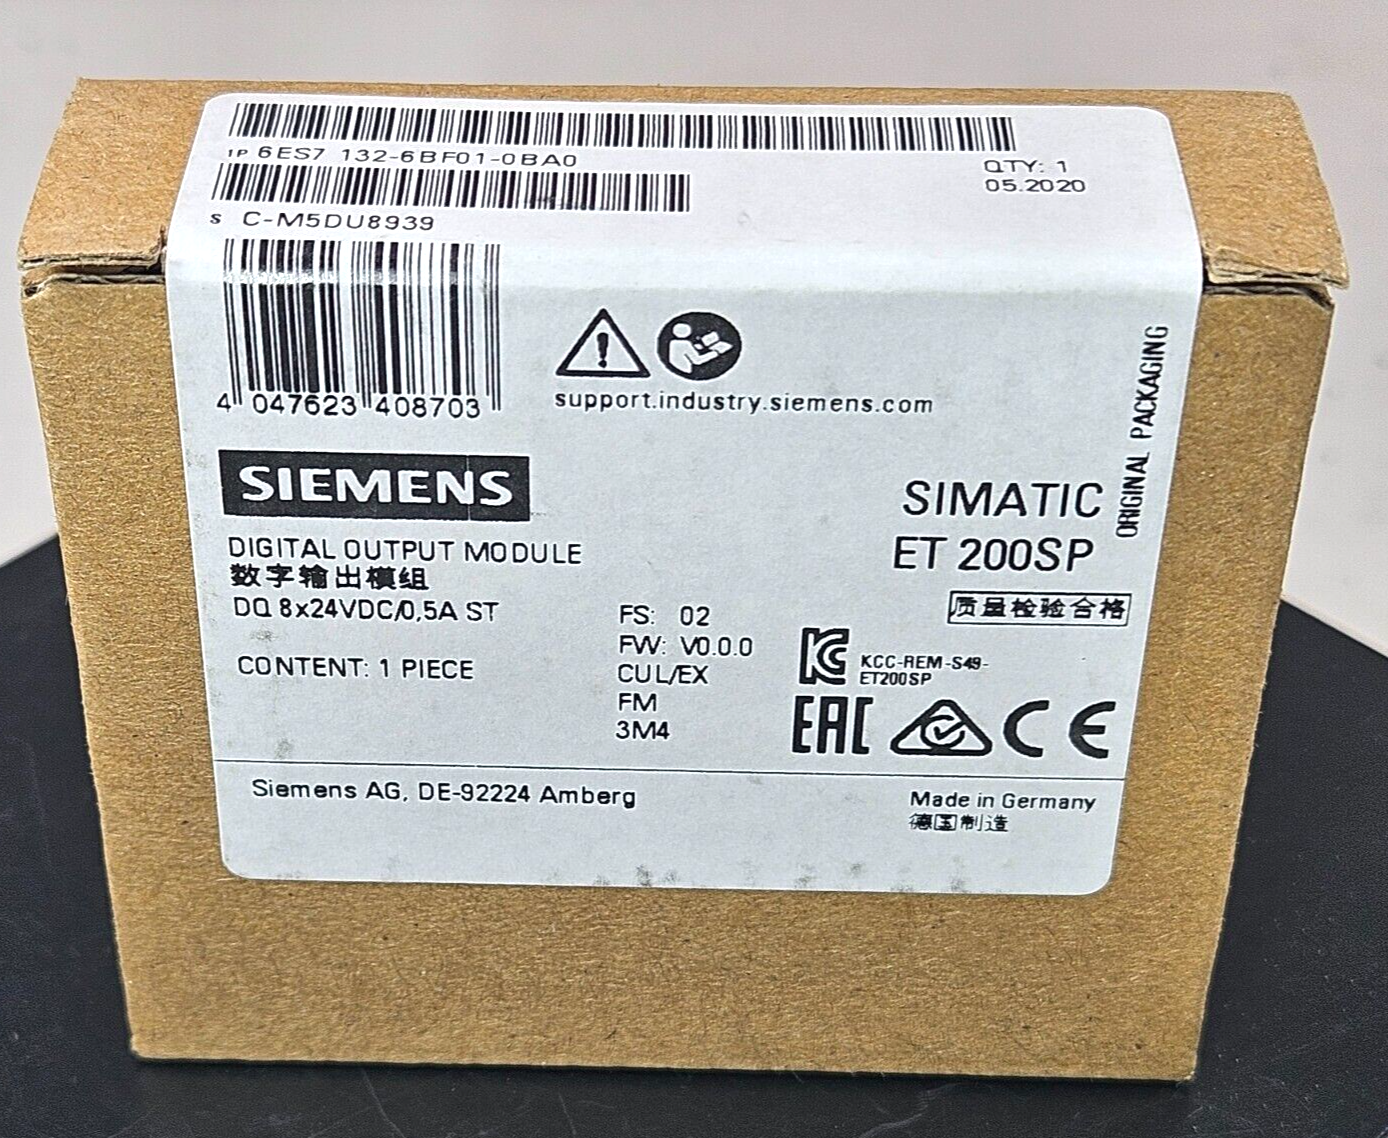 1P 6ES7 132-6BF01-0BA0
QTY: 1
05.2020
S C-M5DU8939
4 047623 408703
support.industry.siemens.com
ORIGINAL PACKAGING
SIEMENS
SIMATIC
ET 200SP
DIGITAL OUTPUT MODULE
数字输出模组
DQ 8x24VDC/0,5A ST
CONTENT: 1 PIECE
FS: 02
FW: V0.0.0
CUL/EX
FM
3M4
质量检验合格
KCC-REM-S49-
ET200SP
EAC CE
Siemens AG, DE-92224 Amberg
Made in Germany
德国制造